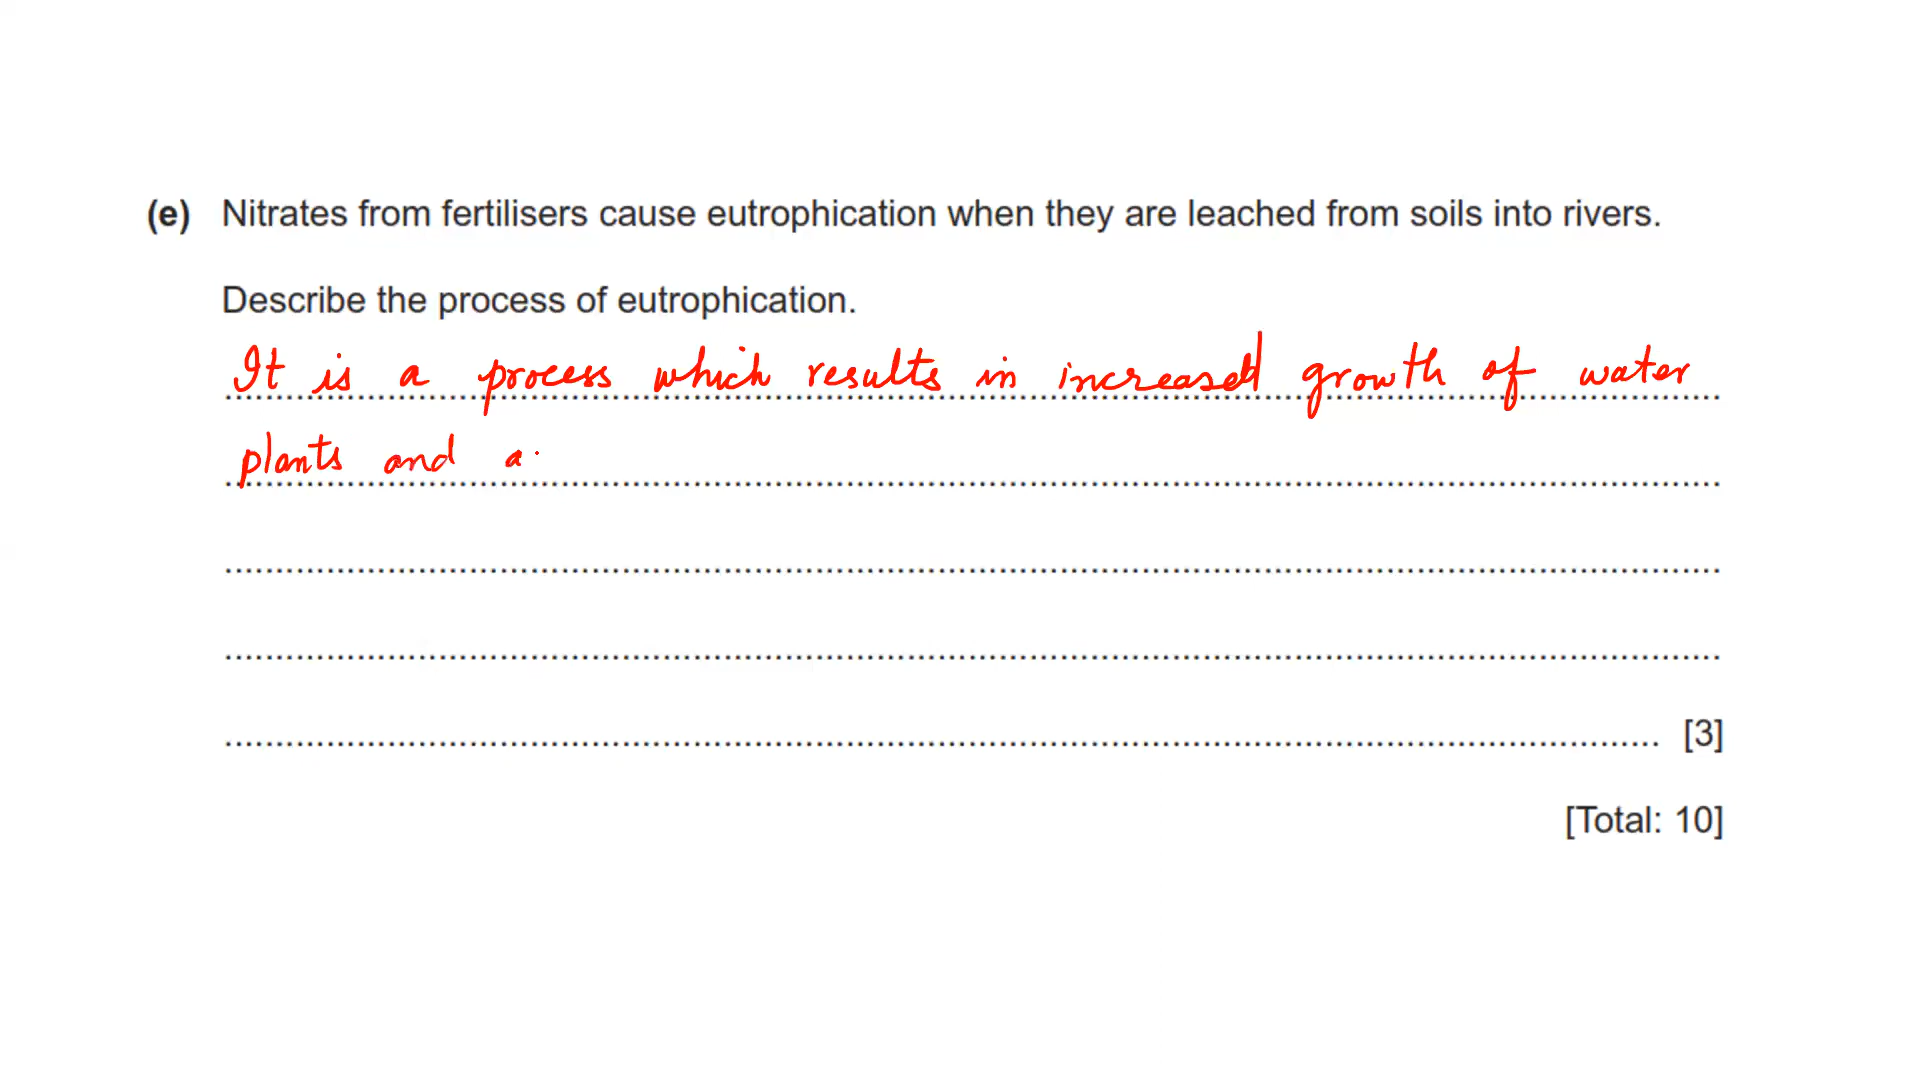 (e) Nitrates from fertilisers cause eutrophication when they are leached from soils into rivers.
Describe the process of eutrophication.
It is a process which results in increased growth of water
plants and a
[3]
[Total: 10]